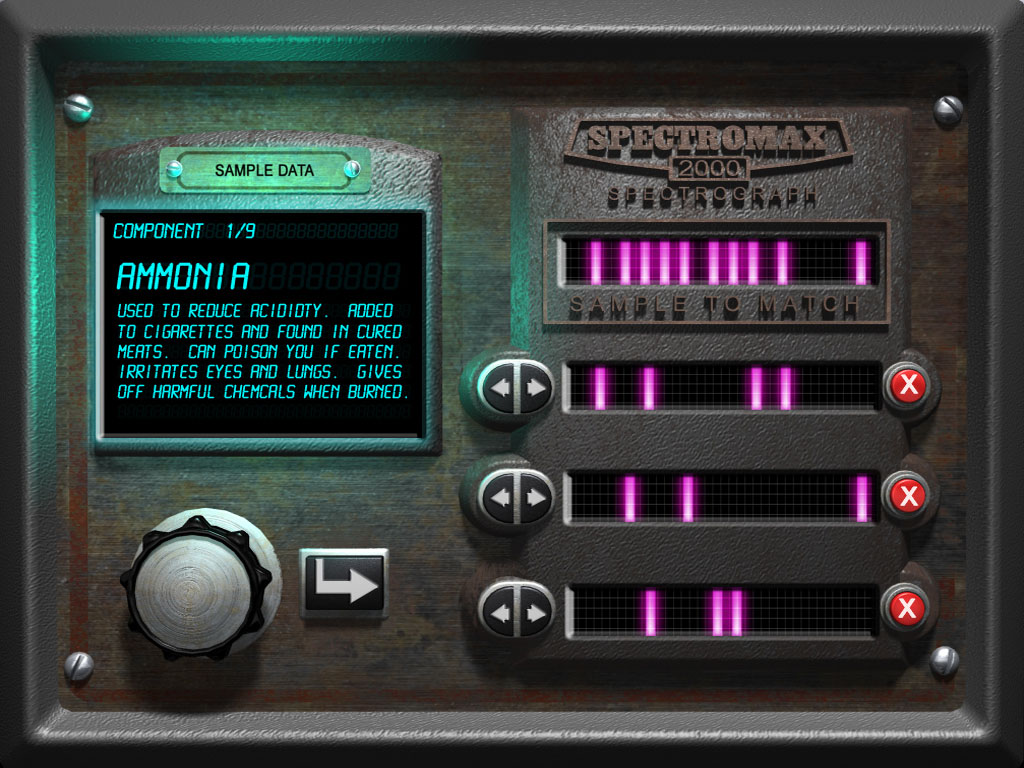 SAMPLE DATA
COMPONENT 1/9
AMMONIA
USED TO REDUCE ACIDIDTY. ADDED
TO CIGARETTES AND FOUND IN CURED
MEATS. CAN POISON YOU IF EATEN.
IRRITATES EYES AND LUNGS. GIVES
OFF HARMFUL CHEMCALS WHEN BURNED.
SPECTROMAX
2000
SPECTROGRAPH
SAMPLE TO MATCH
X
X
X